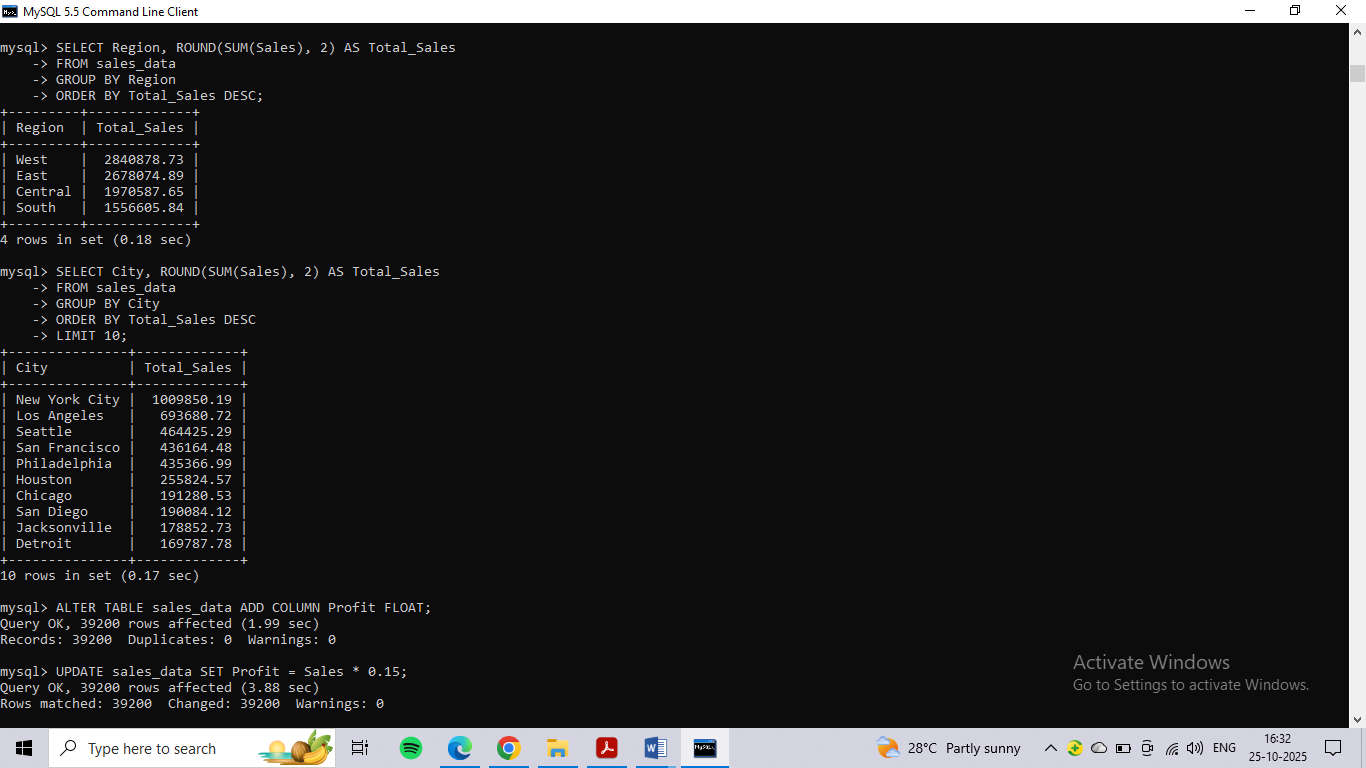 MySQL 5.5 Command Line Client
mysql> SELECT Region, ROUND(SUM(Sales), 2) AS Total_Sales
    -> FROM sales_data
    -> GROUP BY Region
    -> ORDER BY Total_Sales DESC;
+---------+-------------+
| Region  | Total_Sales |
+---------+-------------+
| West    |  2840878.73 |
| East    |  2678074.89 |
| Central |  1970587.65 |
| South   |  1556605.84 |
+---------+-------------+
4 rows in set (0.18 sec)
mysql> SELECT City, ROUND(SUM(Sales), 2) AS Total_Sales
    -> FROM sales_data
    -> GROUP BY City
    -> ORDER BY Total_Sales DESC
    -> LIMIT 10;
+---------------+-------------+
| City          | Total_Sales |
+---------------+-------------+
| New York City |  1009850.19 |
| Los Angeles   |   693680.72 |
| Seattle       |   464425.29 |
| San Francisco |   436164.48 |
| Philadelphia  |   435366.99 |
| Houston       |   255824.57 |
| Chicago       |   191280.53 |
| San Diego     |   190084.12 |
| Jacksonville  |   178852.73 |
| Detroit       |   169787.78 |
+---------------+-------------+
10 rows in set (0.17 sec)
mysql> ALTER TABLE sales_data ADD COLUMN Profit FLOAT;
Query OK, 39200 rows affected (1.99 sec)
Records: 39200  Duplicates: 0  Warnings: 0
mysql> UPDATE sales_data SET Profit = Sales * 0.15;
Query OK, 39200 rows affected (3.88 sec)
Rows matched: 39200  Changed: 39200  Warnings: 0
Activate Windows
Go to Settings to activate Windows.
Type here to search
28°C Partly sunny
ENG
16:32
25-10-2025